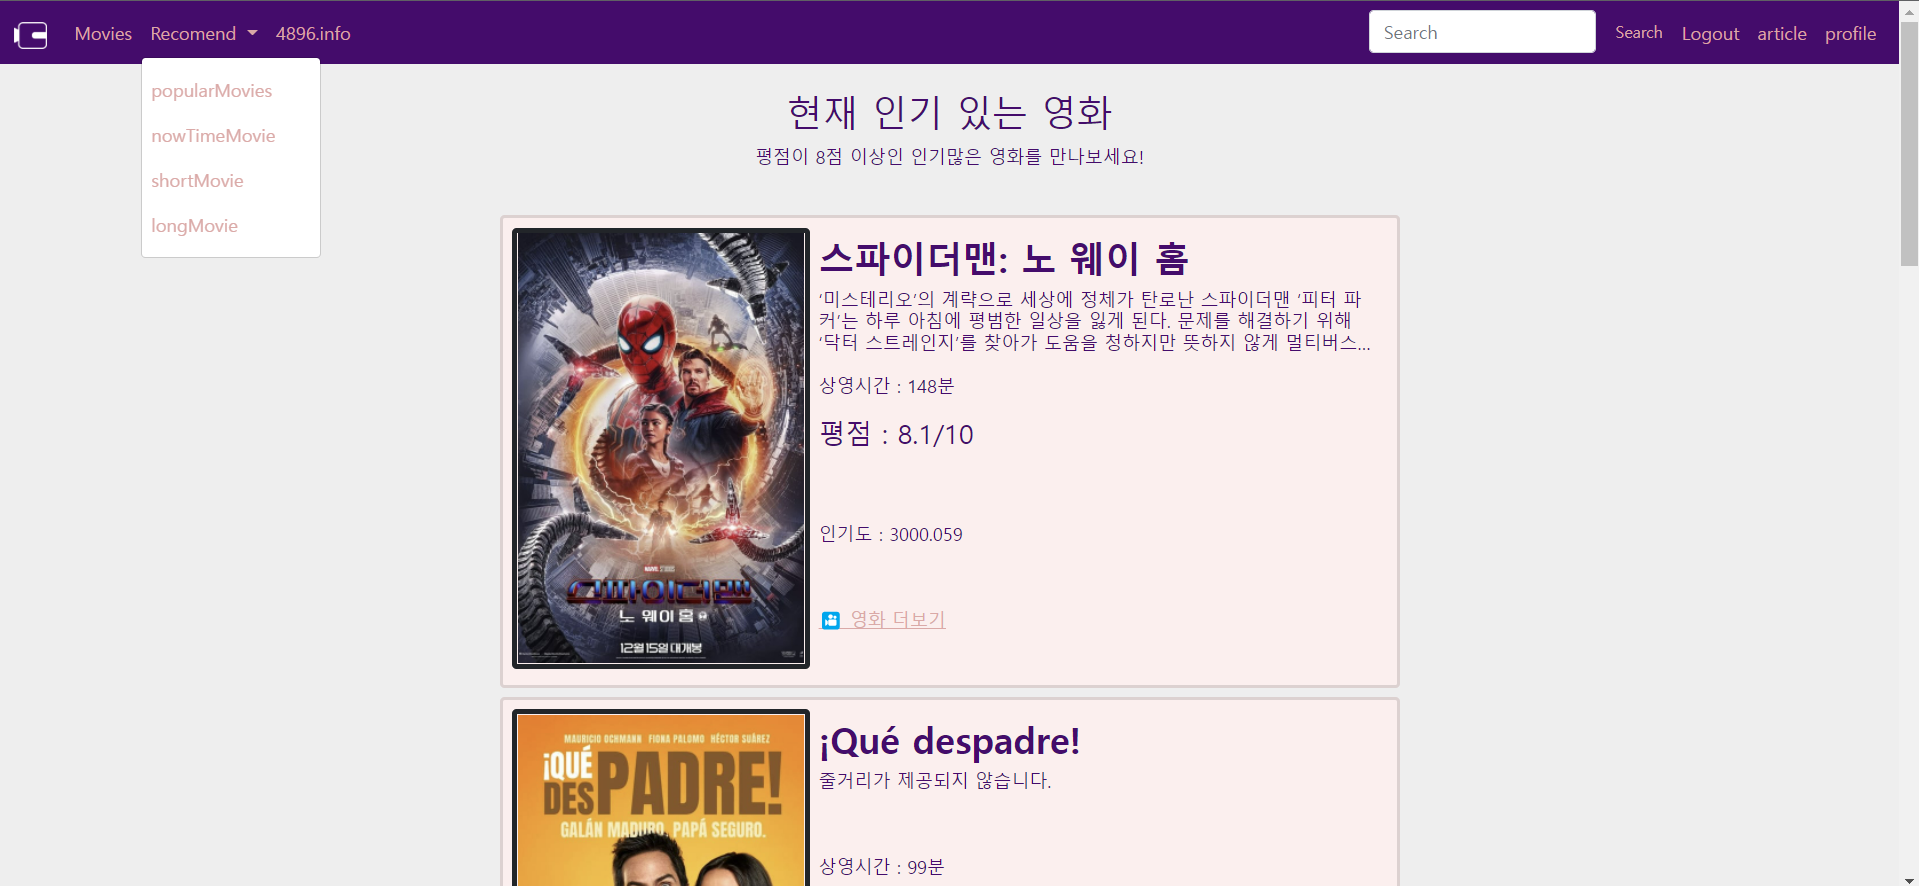 Movies Recomend 4896.info Search Search Logout article profile
popularMovies
nowTimeMovie
shortMovie
longMovie
현재 인기 있는 영화
평점이 8점 이상인 인기많은 영화를 만나보세요!
스파이더맨: 노 웨이 홈
‘미스테리오’의 계략으로 세상에 정체가 탄로난 스파이더맨 ‘피터 파
커’는 하루 아침에 평범한 일상을 잃게 된다. 문제를 해결하기 위해
‘닥터 스트레인지’를 찾아가 도움을 청하지만 뜻하지 않게 멀티버스...
상영시간 : 148분
평점 : 8.1/10
인기도 : 3000.059
영화 더보기
MARVEL STUDIOS
스파이더맨
노 웨이 홈
12월 15일 대개봉
¡Qué despadre!
줄거리가 제공되지 않습니다.
상영시간 : 99분
MAURICIO OCHMANN FIONA PALOMO HÉCTOR SUÁREZ
¡QUÉ
DESPADRE!
GALÁN MADURO, PAPÁ SEGURO.